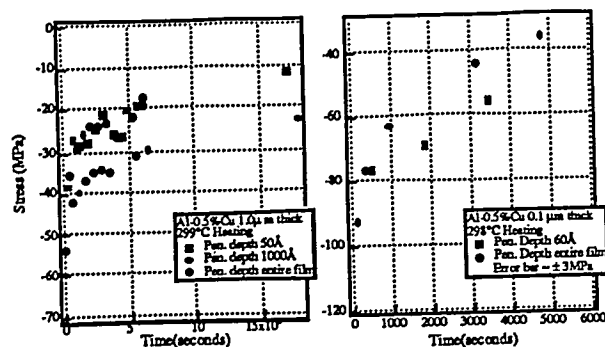 0
-10
-20
-30
-40
-50
-60
-70
Stress (MPa)
0 5 10 15x10
Time(seconds)
Al-0.5%Cu 1.0μm thick
299°C Heating
Pen. depth 50Å
Pen. depth 1000Å
Pen. depth entire film
-40
-60
-80
-100
-120
0 1000 2000 3000 4000 5000 6000
Time(seconds)
Al-0.5%Cu 0.1 μm thick
298°C Heating
Pen. Depth 60Å
Pen. Depth entire film
Error bar ~ ±3MPa